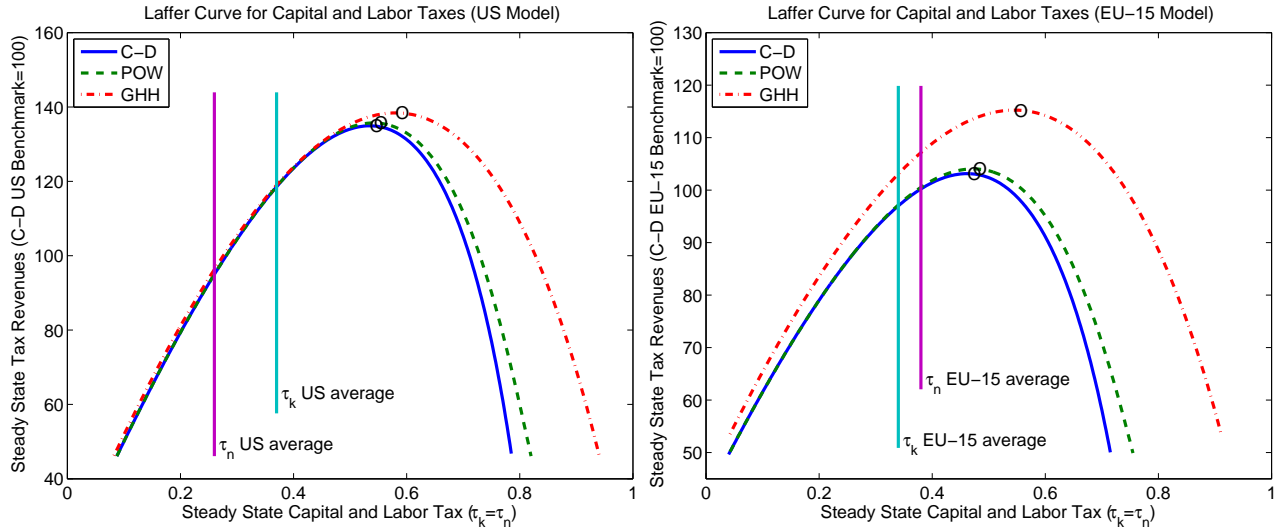 Laffer Curve for Capital and Labor Taxes (US Model)
Steady State Tax Revenues (C−D US Benchmark=100)
160
140
120
100
80
60
40
C−D
POW
GHH
τk US average
τn US average
0
0.2
0.4
0.6
0.8
1
Steady State Capital and Labor Tax (τk=τn)
Laffer Curve for Capital and Labor Taxes (EU−15 Model)
Steady State Tax Revenues (C−D EU−15 Benchmark=100)
130
120
110
100
90
80
70
60
50
C−D
POW
GHH
τn EU−15 average
τk EU−15 average
0
0.2
0.4
0.6
0.8
1
Steady State Capital and Labor Tax (τk=τn)